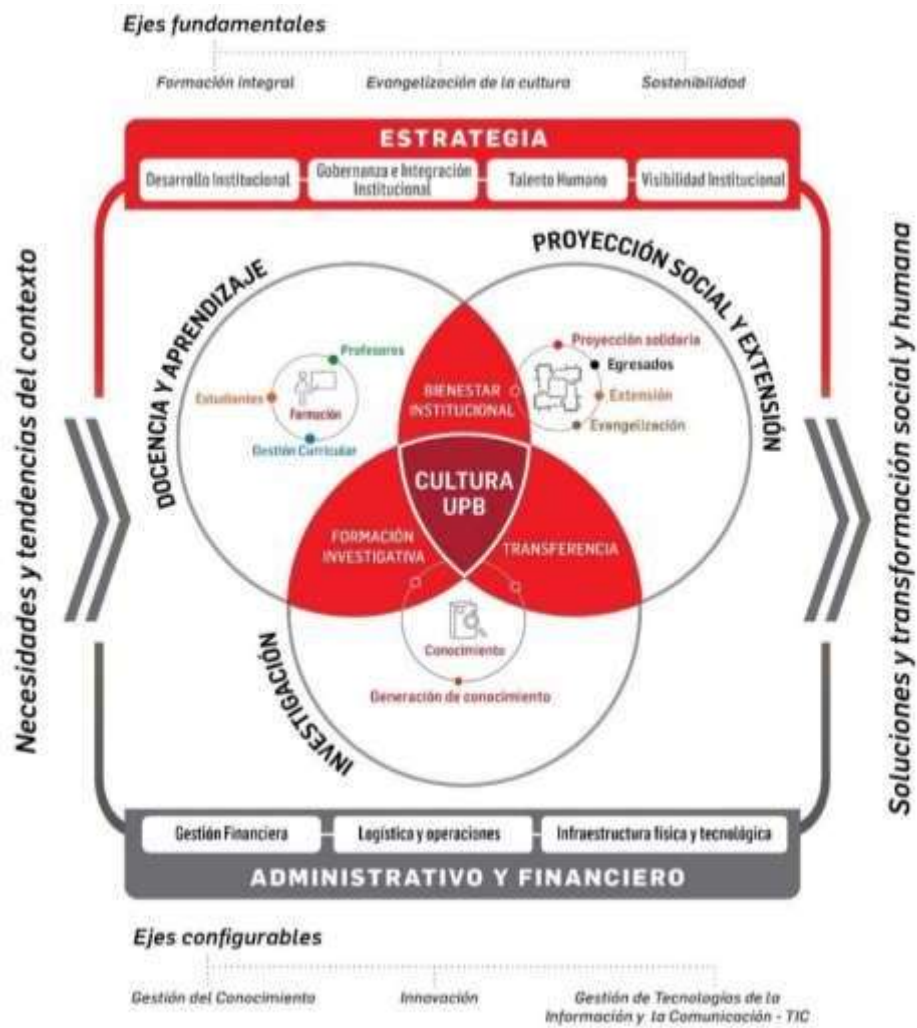 Ejes fundamentales
Formación integral
Evangelización de la cultura
Sostenibilidad
ESTRATEGIA
Desarrollo Institucional
Gobernanza e Integración
Institucional
Talento Humano
Visibilidad Institucional
Necesidades y tendencias del contexto
DOCENCIA Y APRENDIZAJE
Profesores
Estudiantes
Formación
Gestión Curricular
PROYECCIÓN SOCIAL Y EXTENSIÓN
Proyección solidaria
Egresados
Extensión
Evangelización
BIENESTAR
INSTITUCIONAL
CULTURA
UPB
FORMACIÓN
INVESTIGATIVA
TRANSFERENCIA
Conocimiento
Generación de conocimiento
INVESTIGACIÓN
Soluciones y transformación social y humana
Gestión Financiera
Logística y operaciones
Infraestructura física y tecnológica
ADMINISTRATIVO Y FINANCIERO
Ejes configurables
Gestión del Conocimiento
Innovación
Gestión de Tecnologías de la
Información y la Comunicación - TIC